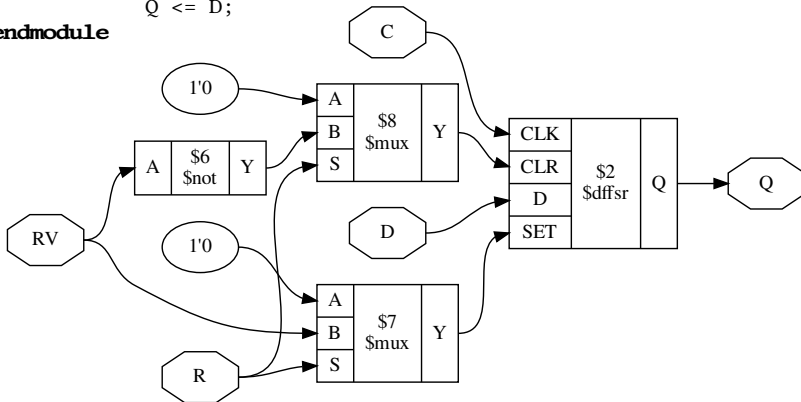 Q <= D;
endmodule
C
1'0
A
B
S
$8
$mux
Y
CLK
CLR
D
SET
$2
$dffsr
Q
Q
A
$6
$not
Y
RV
D
1'0
A
B
S
$7
$mux
Y
R